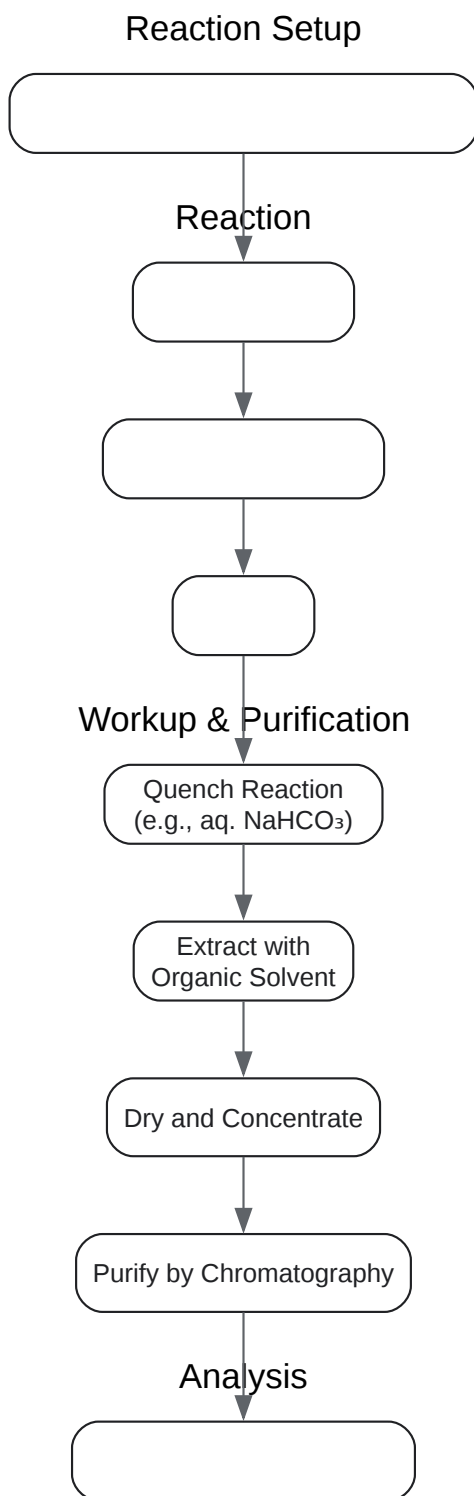 Reaction Setup
Reaction
Workup & Purification
Quench Reaction
(e.g., aq. NaHCO₃)
Extract with
Organic Solvent
Dry and Concentrate
Purify by Chromatography
Analysis